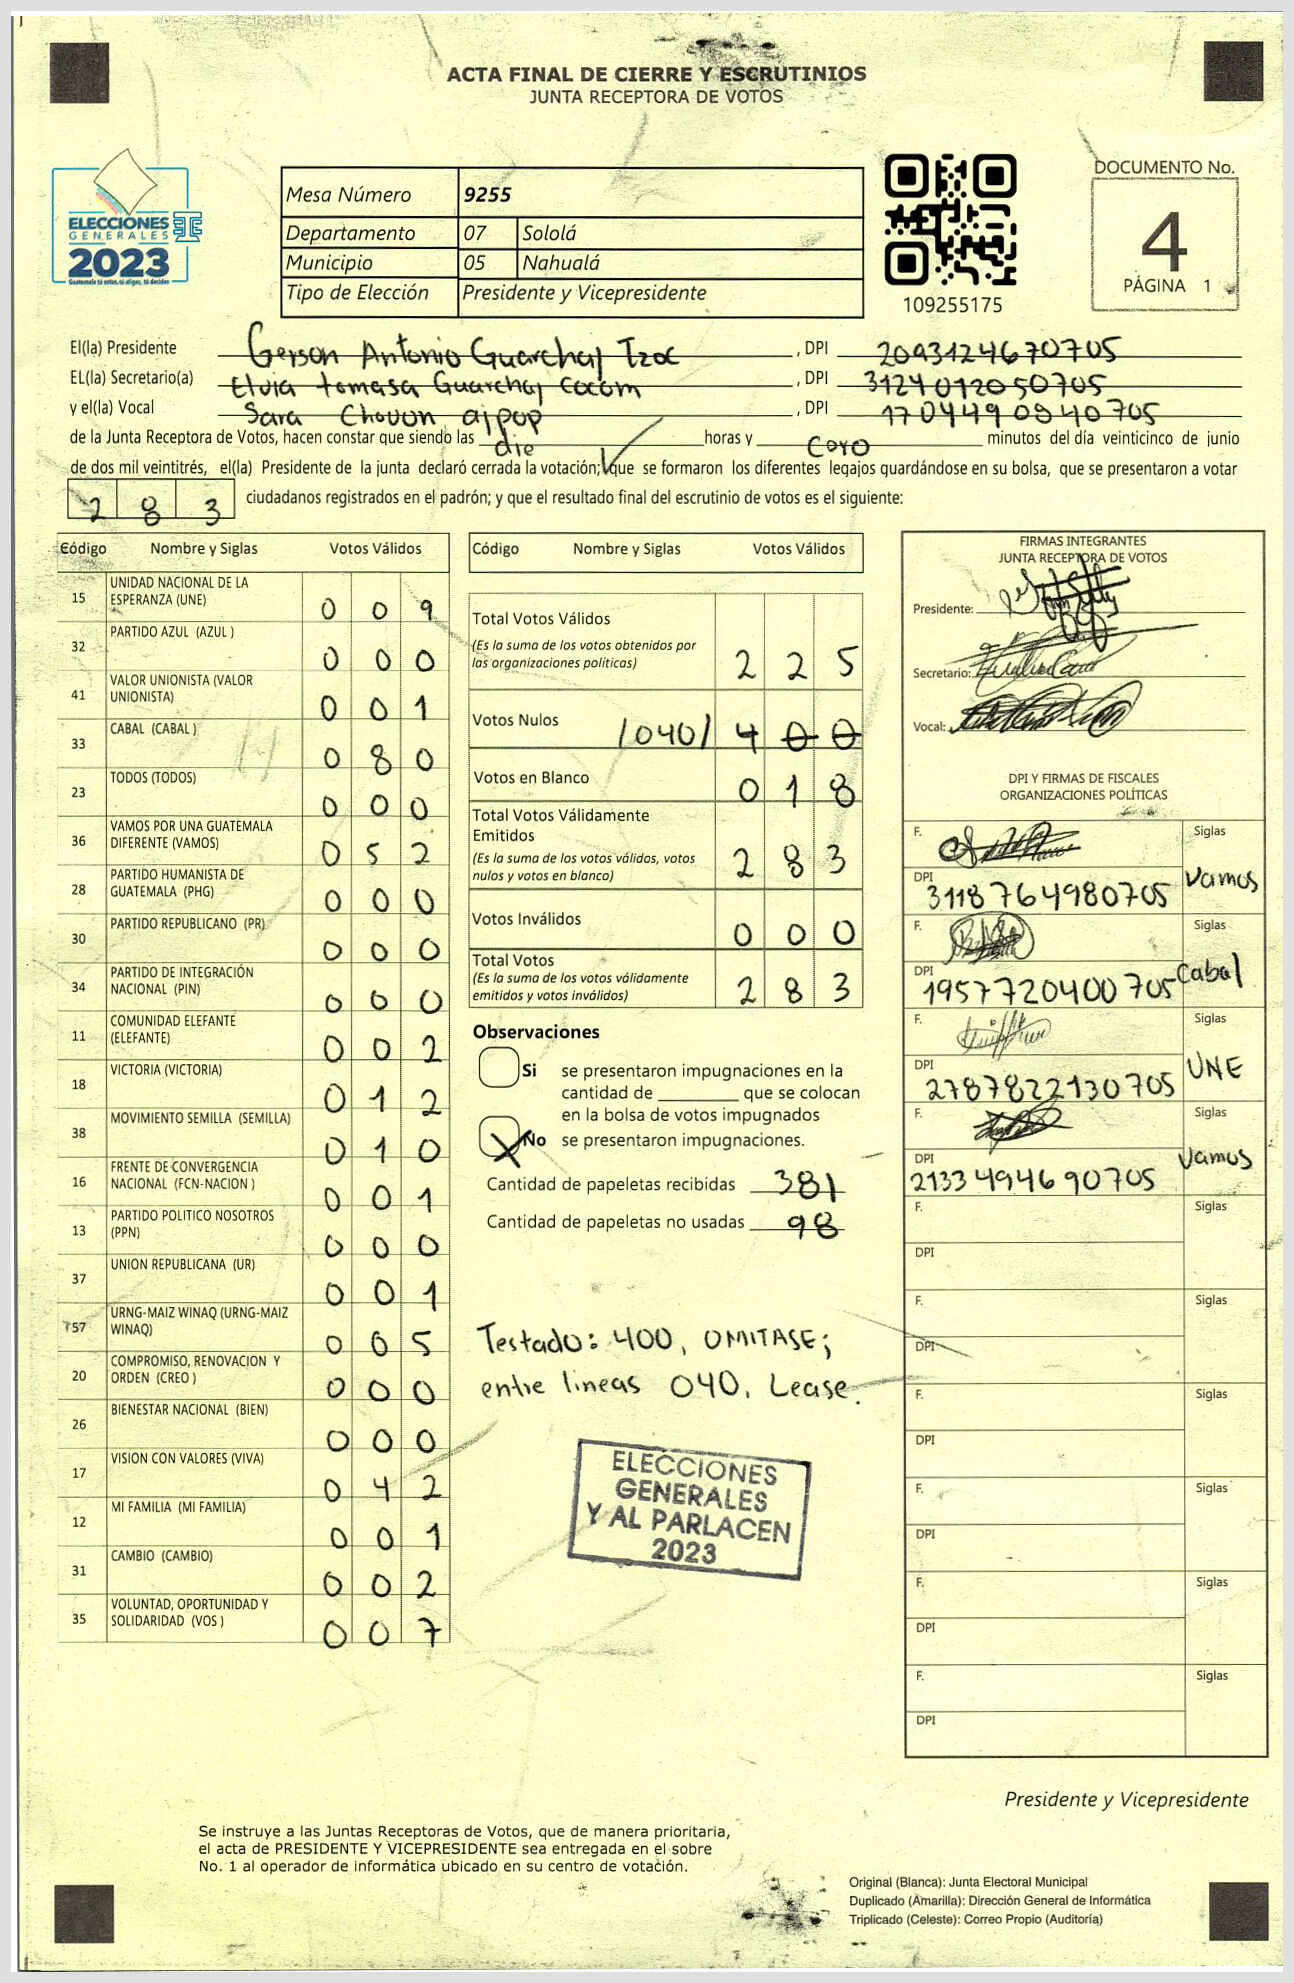 ACTA FINAL DE CIERRE Y ESCRUTINIOS
JUNTA RECEPTORA DE VOTOS
ELECCIONES
GENERALES
2023
Guatemala tú votas, tú eliges, tú decides
Mesa Número 9255
Departamento 07 Sololá
Municipio 05 Nahualá
Tipo de Elección Presidente y Vicepresidente
109255175
DOCUMENTO No.
4
PÁGINA 1
El(la) Presidente Gerson Antonio Guarchaj Tzoc , DPI 2093124670705
EL(la) Secretario(a) Elvia tomasa Guarchaj Cocom , DPI 3124012050705
y el(la) Vocal Sara Chovon ajpop , DPI 1704490940705
de la Junta Receptora de Votos, hacen constar que siendo las die horas y cero minutos del día veinticinco de junio
de dos mil veintitrés, el(la) Presidente de la junta declaró cerrada la votación; que se formaron los diferentes legajos guardándose en su bolsa, que se presentaron a votar
283 ciudadanos registrados en el padrón; y que el resultado final del escrutinio de votos es el siguiente:
Código Nombre y Siglas Votos Válidos
15 UNIDAD NACIONAL DE LA ESPERANZA (UNE) 0 0 9
32 PARTIDO AZUL (AZUL ) 0 0 0
41 VALOR UNIONISTA (VALOR UNIONISTA) 0 0 1
33 CABAL (CABAL ) 0 8 0
23 TODOS (TODOS) 0 0 0
36 VAMOS POR UNA GUATEMALA DIFERENTE (VAMOS) 0 5 2
28 PARTIDO HUMANISTA DE GUATEMALA (PHG) 0 0 0
30 PARTIDO REPUBLICANO (PR) 0 0 0
34 PARTIDO DE INTEGRACIÓN NACIONAL (PIN) 0 0 0
11 COMUNIDAD ELEFANTE (ELEFANTE) 0 0 2
18 VICTORIA (VICTORIA) 0 1 2
38 MOVIMIENTO SEMILLA (SEMILLA) 0 1 0
16 FRENTE DE CONVERGENCIA NACIONAL (FCN-NACION ) 0 0 1
13 PARTIDO POLITICO NOSOTROS (PPN) 0 0 0
37 UNION REPUBLICANA (UR) 0 0 1
57 URNG-MAIZ WINAQ (URNG-MAIZ WINAQ) 0 0 5
20 COMPROMISO, RENOVACION Y ORDEN (CREO ) 0 0 0
26 BIENESTAR NACIONAL (BIEN) 0 0 0
17 VISION CON VALORES (VIVA) 0 4 2
12 MI FAMILIA (MI FAMILIA) 0 0 1
31 CAMBIO (CAMBIO) 0 0 2
35 VOLUNTAD, OPORTUNIDAD Y SOLIDARIDAD (VOS ) 0 0 7
Código Nombre y Siglas Votos Válidos
Total Votos Válidos
(Es la suma de los votos obtenidos por
las organizaciones políticas) 2 2 5
Votos Nulos /040/ 4 0 0
Votos en Blanco 0 1 8
Total Votos Válidamente
Emitidos
(Es la suma de los votos válidos, votos
nulos y votos en blanco) 2 8 3
Votos Inválidos 0 0 0
Total Votos
(Es la suma de los votos válidamente
emitidos y votos inválidos) 2 8 3
Observaciones
Si se presentaron impugnaciones en la
cantidad de ________ que se colocan
en la bolsa de votos impugnados
X No se presentaron impugnaciones.
Cantidad de papeletas recibidas 381
Cantidad de papeletas no usadas 98
Testado: 400, OMITASE;
entre lineas 040, Lease.
ELECCIONES
GENERALES
Y AL PARLACEN
2023
FIRMAS INTEGRANTES
JUNTA RECEPTORA DE VOTOS
Presidente:
Secretario:
Vocal:
DPI Y FIRMAS DE FISCALES
ORGANIZACIONES POLÍTICAS
F. Siglas
DPI 3118764980705 Vamos
F. Siglas
DPI 1957720400705 Cabal
F. Siglas
DPI 2787822130705 UNE
F. Siglas
DPI 2133494690705 Vamos
F. Siglas
DPI
F. Siglas
DPI
F. Siglas
DPI
F. Siglas
DPI
F. Siglas
DPI
F. Siglas
DPI
Presidente y Vicepresidente
Se instruye a las Juntas Receptoras de Votos, que de manera prioritaria,
el acta de PRESIDENTE Y VICEPRESIDENTE sea entregada en el sobre
No. 1 al operador de informática ubicado en su centro de votación.
Original (Blanca): Junta Electoral Municipal
Duplicado (Amarilla): Dirección General de Informática
Triplicado (Celeste): Correo Propio (Auditoría)